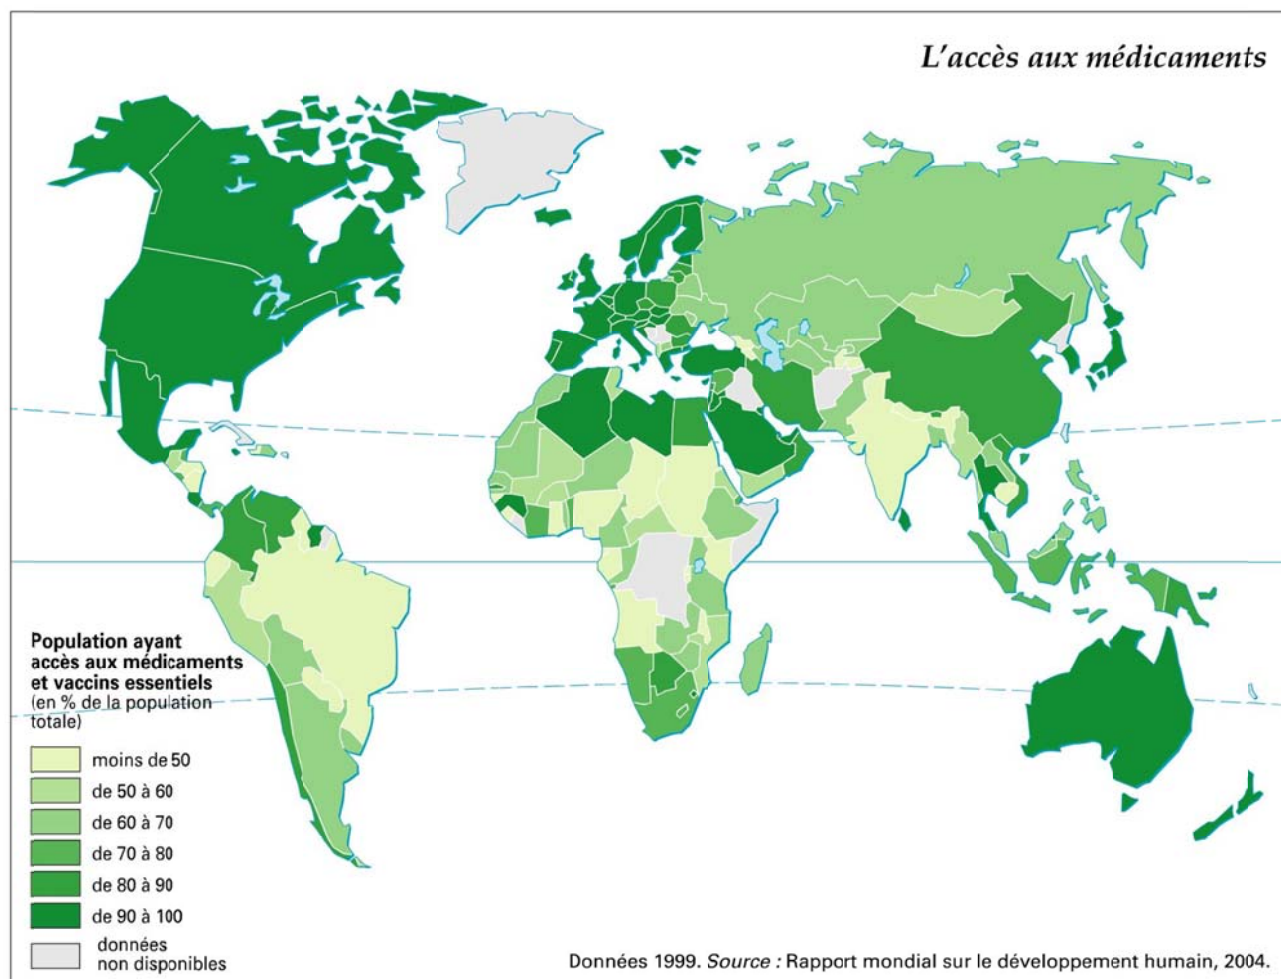 L'accès aux médicaments
Population ayant
accès aux médicaments
et vaccins essentiels
(en % de la population
totale)
moins de 50
de 50 à 60
de 60 à 70
de 70 à 80
de 80 à 90
de 90 à 100
données
non disponibles
Données 1999. Source : Rapport mondial sur le développement humain, 2004.